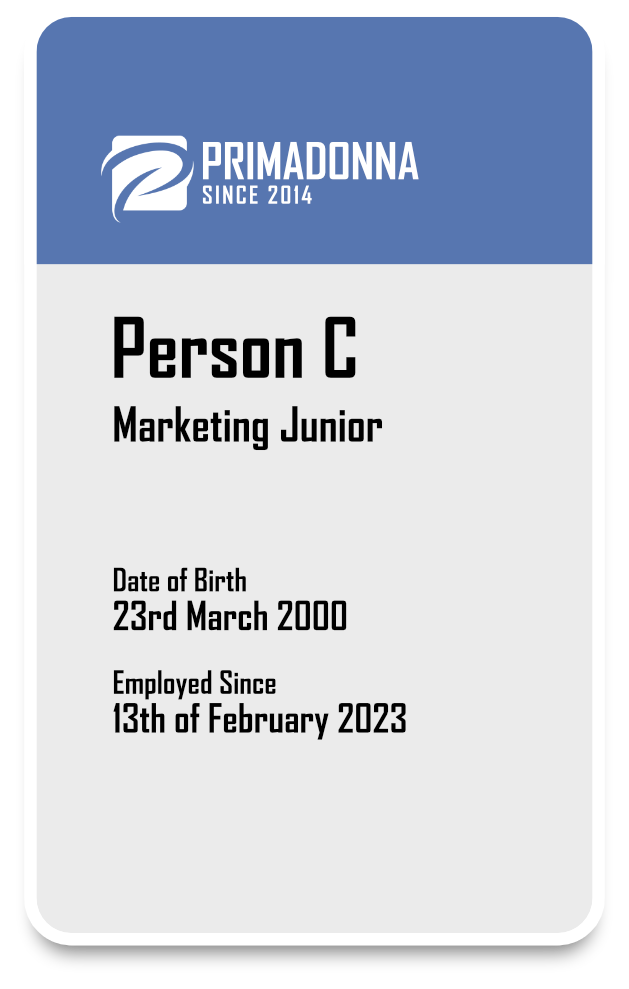 PRIMADONNA
SINCE 2014
Person C
Marketing Junior
Date of Birth
23rd March 2000
Employed Since
13th of February 2023